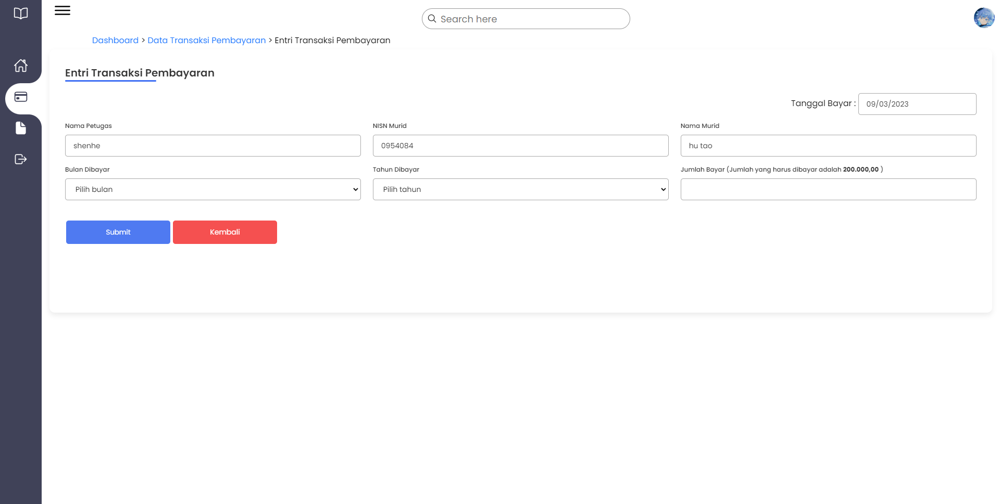 Search here
Dashboard > Data Transaksi Pembayaran > Entri Transaksi Pembayaran
Entri Transaksi Pembayaran
Tanggal Bayar : 09/03/2023
Nama Petugas
NISN Murid
Nama Murid
shenhe
0954084
hu tao
Bulan Dibayar
Tahun Dibayar
Jumlah Bayar (Jumlah yang harus dibayar adalah 200.000,00 )
Pilih bulan
Pilih tahun
Submit
Kembali